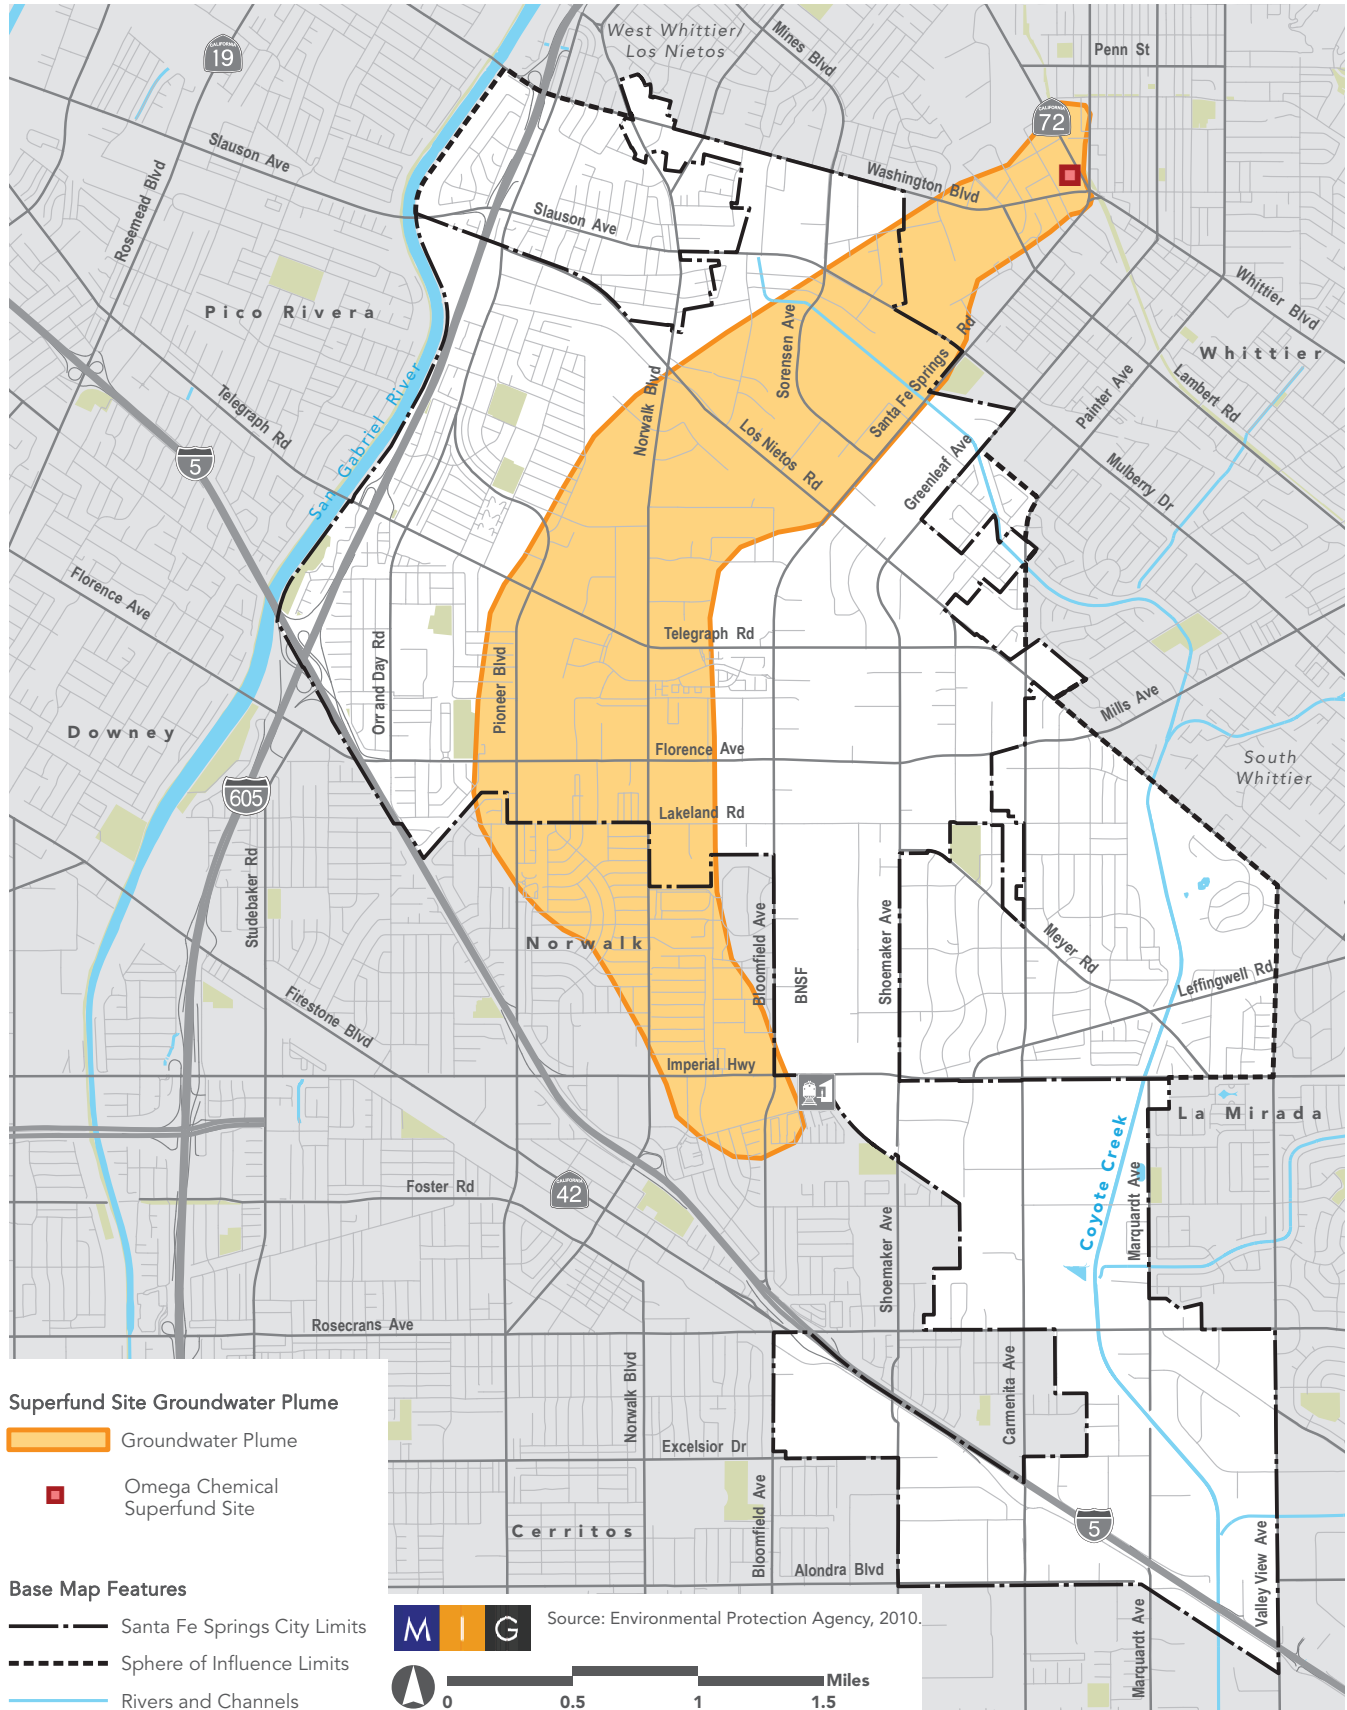 West Whittier/
Los Nietos
Mines Blvd
Penn St
CALIFORNIA
19
CALIFORNIA
72
Slauson Ave
Rosemead Blvd
Washington Blvd
Slauson Ave
Whittier Blvd
Pico Rivera
Whittier
Sorensen Ave
Santa Fe Springs Rd
Painter Ave
Lambert Rd
Norwalk Blvd
Telegraph Rd
San Gabriel River
Los Nietos Rd
Greenleaf Ave
Mulberry Dr
5
Florence Ave
Telegraph Rd
Orr and Day Rd
Pioneer Blvd
Mills Ave
Downey
Florence Ave
South
Whittier
605
Lakeland Rd
Studebaker Rd
Norwalk
Bloomfield Ave
BNSF
Shoemaker Ave
Meyer Rd
Leffingwell Rd
Firestone Blvd
Imperial Hwy
La Mirada
Coyote Creek
Marquardt Ave
Foster Rd
CALIFORNIA
42
Shoemaker Ave
Rosecrans Ave
Norwalk Blvd
Carmenita Ave
Excelsior Dr
Bloomfield Ave
Cerritos
5
Alondra Blvd
Valley View Ave
Marquardt Ave
Superfund Site Groundwater Plume
Groundwater Plume
Omega Chemical
Superfund Site
Base Map Features
Santa Fe Springs City Limits
Sphere of Influence Limits
Rivers and Channels
M I G
Source: Environmental Protection Agency, 2010.
Miles
0 0.5 1 1.5